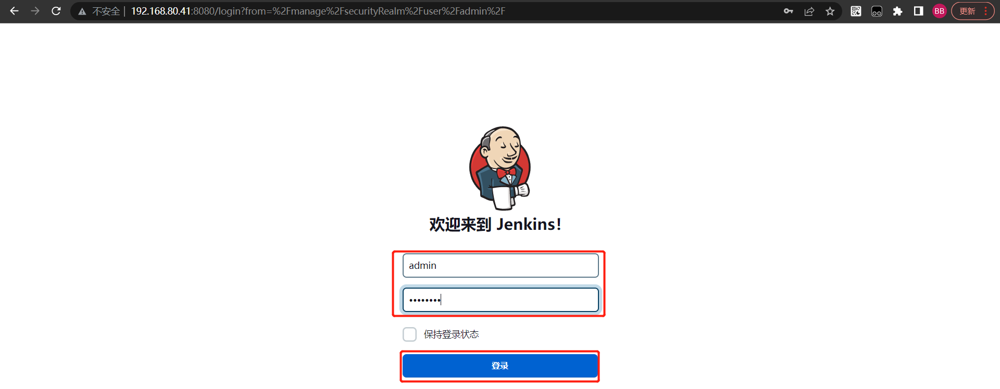 不安全 | 192.168.80.41:8080/login?from=%2Fmanage%2FsecurityRealm%2Fuser%2Fadmin%2F
BB
更新
欢迎来到 Jenkins!
admin
••••••••
保持登录状态
登录